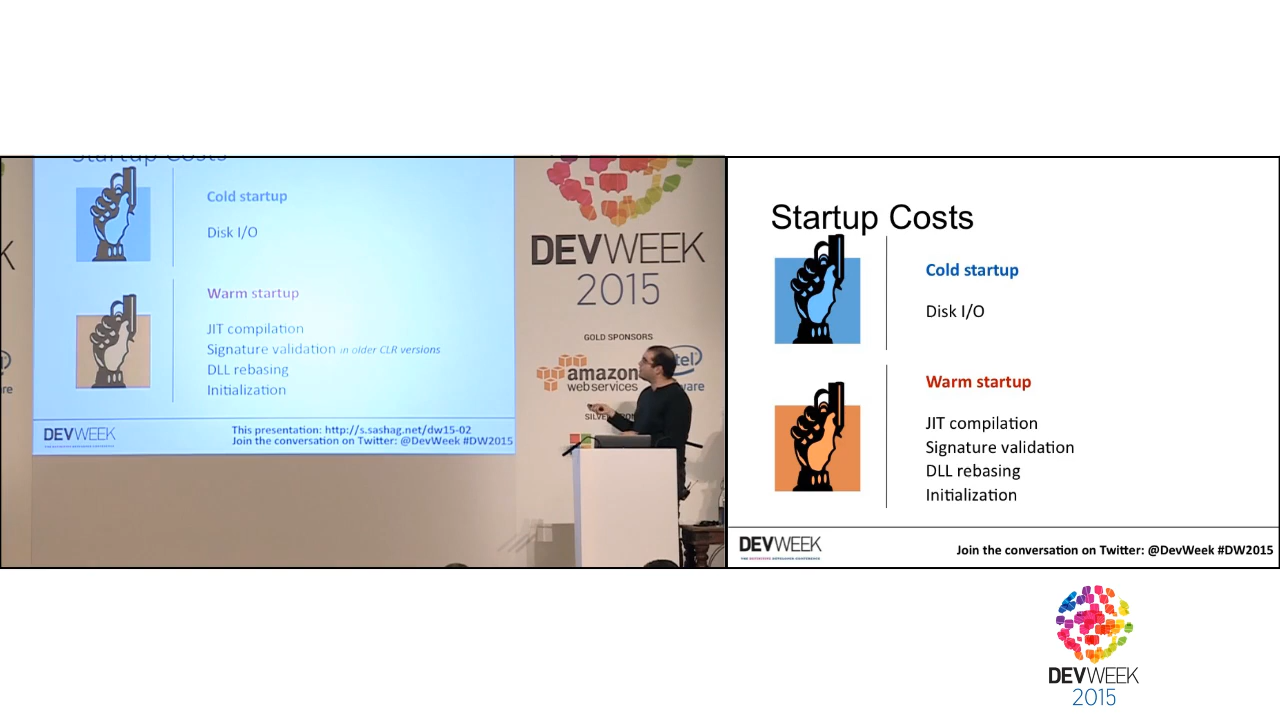 Startup Costs
Cold startup
Disk I/O
Warm startup
JIT compilation
Signature validation in older CLR versions
DLL rebasing
Initialization
DEVWEEK
This presentation: http://s.sashag.net/dw15-02
Join the conversation on Twitter: @DevWeek #DW2015
DEVWEEK
2015
GOLD SPONSORS
amazon
web services
Startup Costs
Cold startup
Disk I/O
Warm startup
JIT compilation
Signature validation
DLL rebasing
Initialization
DEVWEEK
Join the conversation on Twitter: @DevWeek #DW2015
DEVWEEK
2015